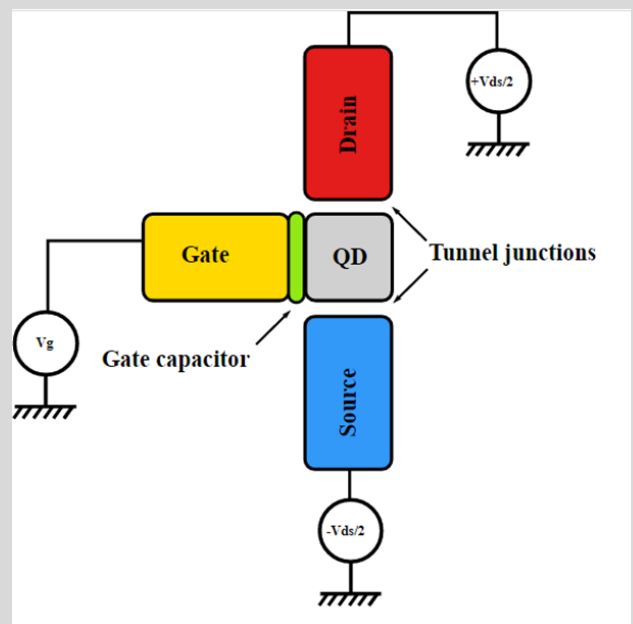 +Vds/2
Drain
Gate
QD
Tunnel junctions
Vg
Gate capacitor
Source
-Vds/2